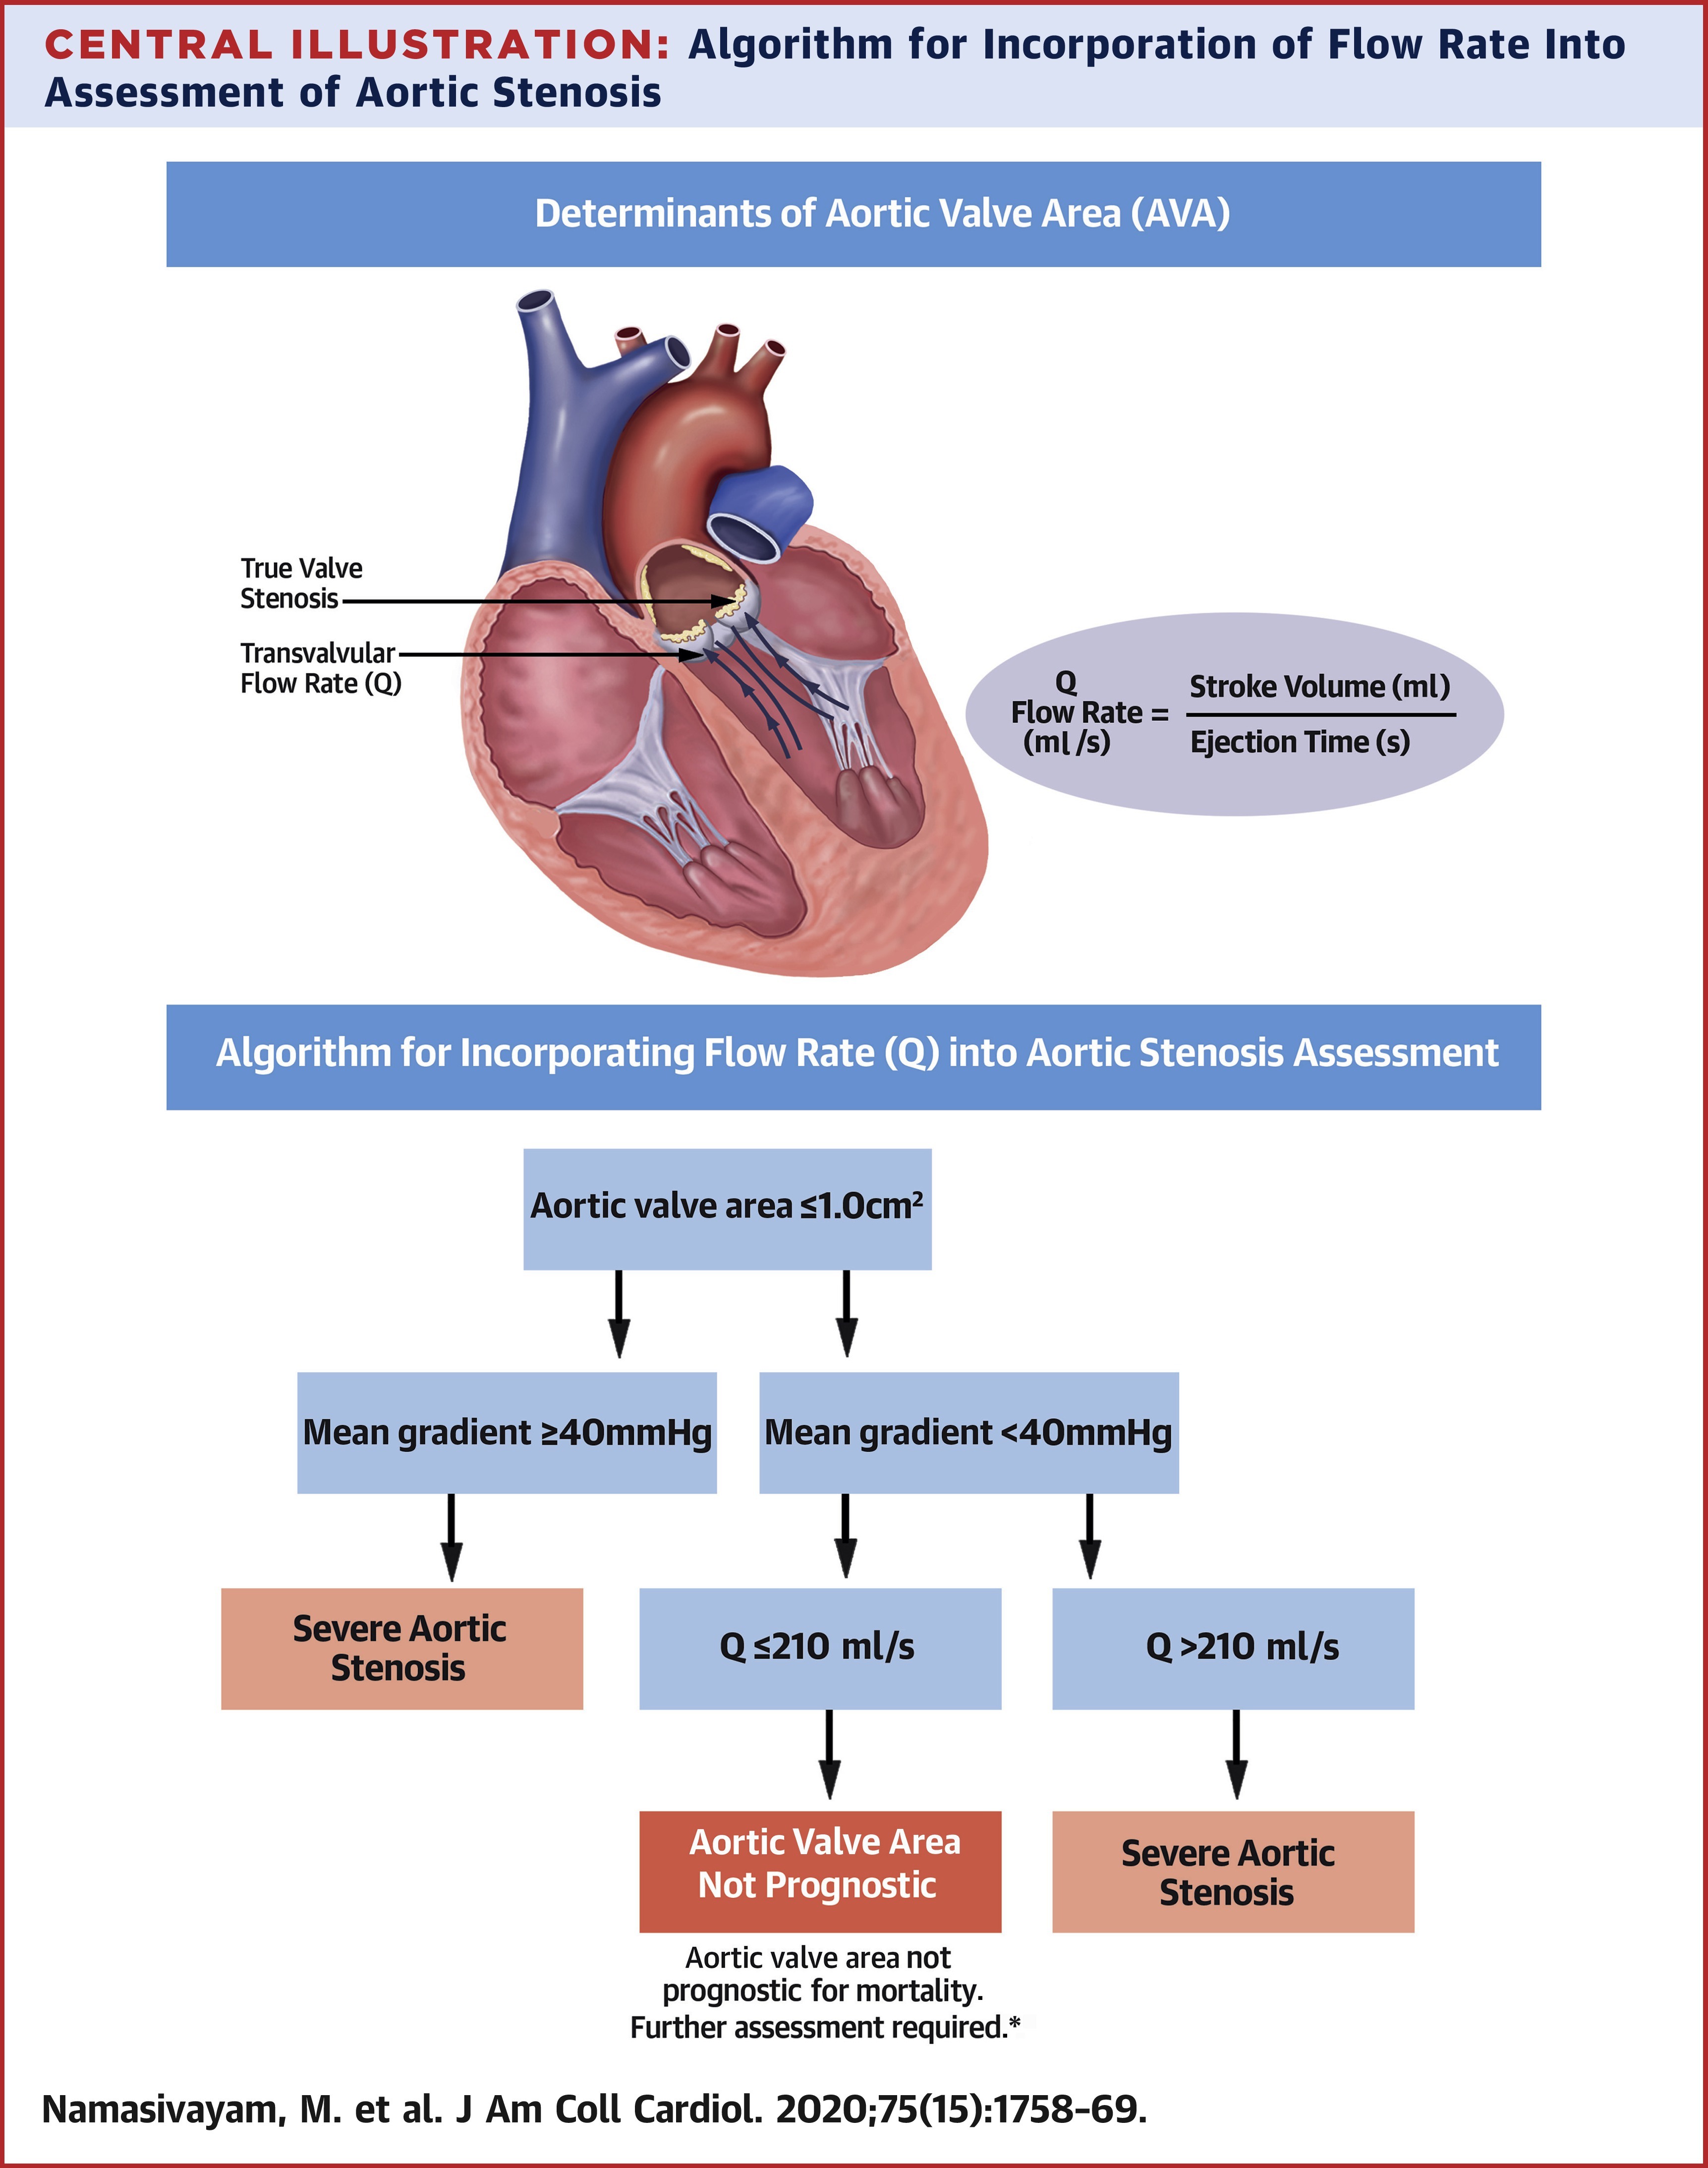 CENTRAL ILLUSTRATION: Algorithm for Incorporation of Flow Rate Into
Assessment of Aortic Stenosis
Determinants of Aortic Valve Area (AVA)
True Valve
Stenosis
Transvalvular
Flow Rate (Q)
Q
Flow Rate =
(ml /s)
Stroke Volume (ml)
Ejection Time (s)
Algorithm for Incorporating Flow Rate (Q) into Aortic Stenosis Assessment
Aortic valve area ≤1.0cm²
Mean gradient ≥40mmHg
Mean gradient <40mmHg
Severe Aortic
Stenosis
Q ≤210 ml/s
Q >210 ml/s
Aortic Valve Area
Not Prognostic
Severe Aortic
Stenosis
Aortic valve area not
prognostic for mortality.
Further assessment required.*
Namasivayam, M. et al. J Am Coll Cardiol. 2020;75(15):1758–69.